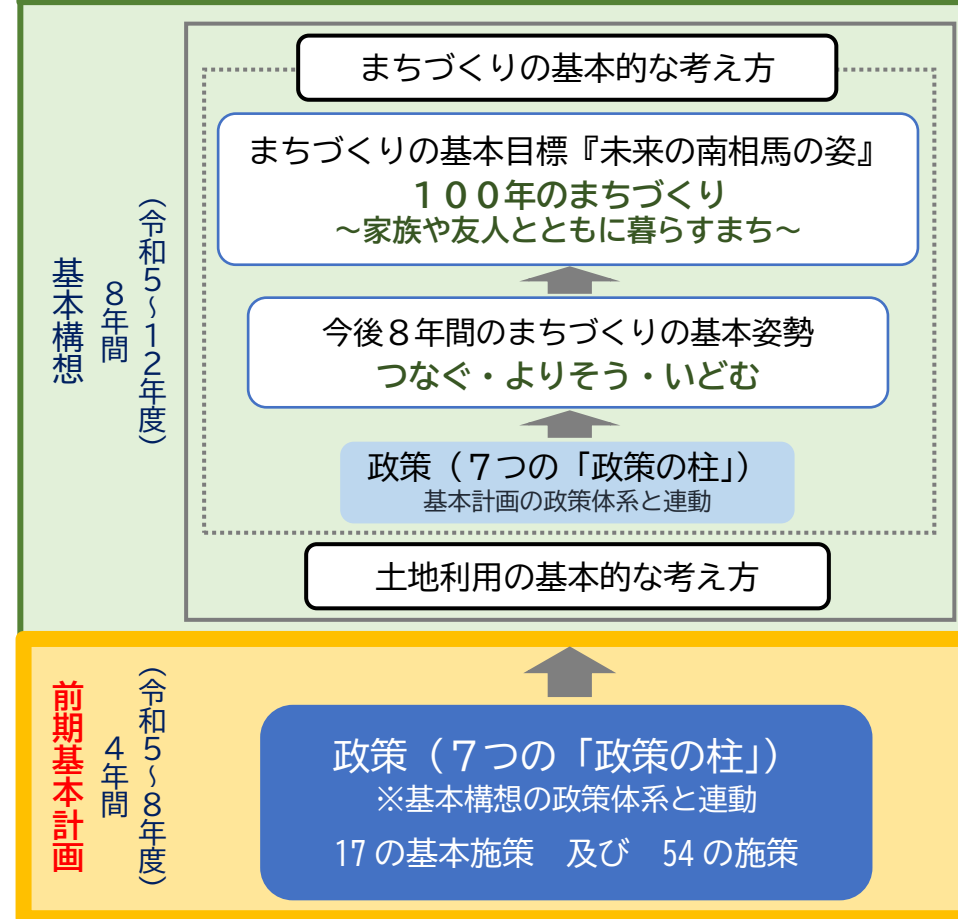 まちづくりの基本的な考え方
まちづくりの基本目標『未来の南相馬の姿』
１００年のまちづくり
～家族や友人とともに暮らすまち～
今後８年間のまちづくりの基本姿勢
つなぐ・よりそう・いどむ
政策（７つの「政策の柱」）
基本計画の政策体系と連動
土地利用の基本的な考え方
基本構想
８年間
（令和５～１２年度）
前期基本計画
４年間
（令和５～８年度）
政策（７つの「政策の柱」）
※基本構想の政策体系と連動
17の基本施策　及び　54の施策